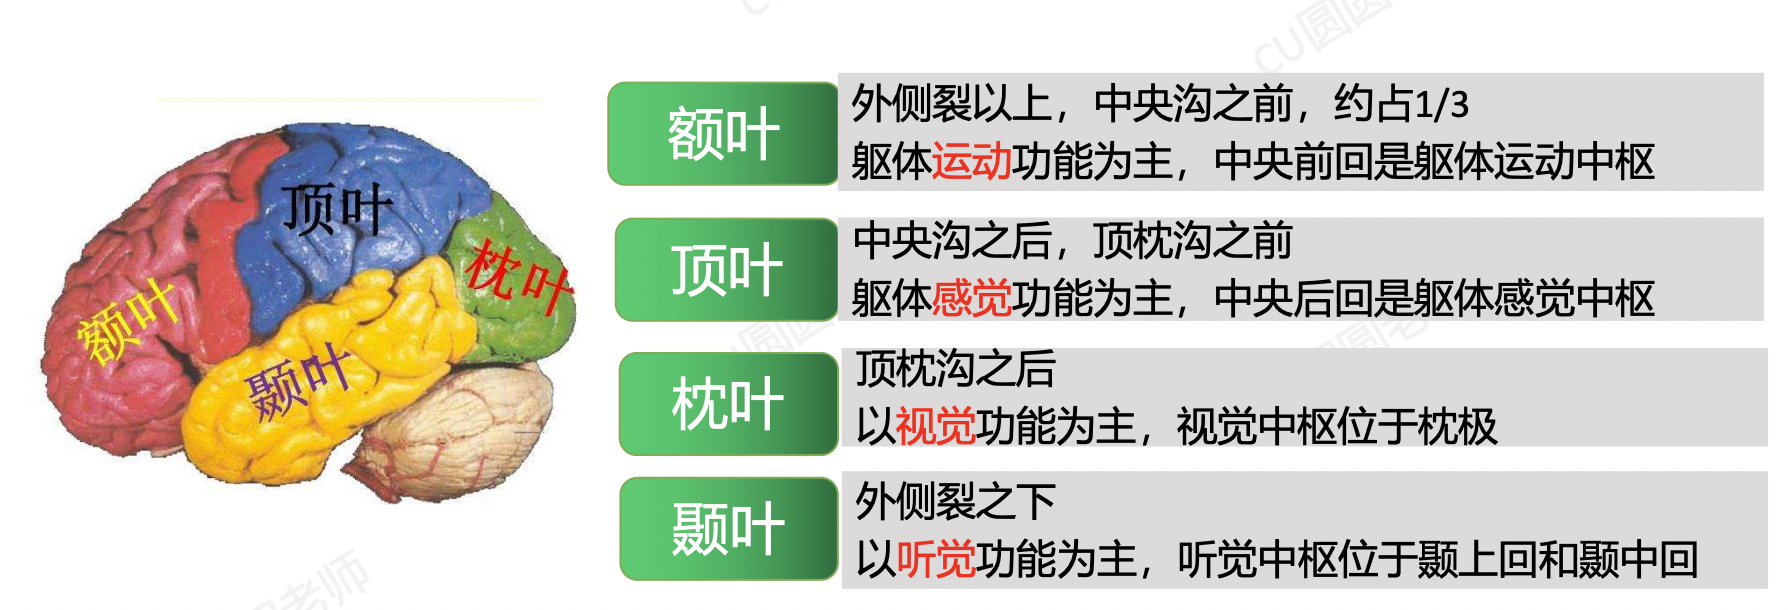 CU圆圆
额叶
外侧裂以上，中央沟之前，约占1/3
躯体运动功能为主，中央前回是躯体运动中枢
顶叶
中央沟之后，顶枕沟之前
躯体感觉功能为主，中央后回是躯体感觉中枢
枕叶
顶枕沟之后
以视觉功能为主，视觉中枢位于枕极
颞叶
外侧裂之下
以听觉功能为主，听觉中枢位于颞上回和颞中回
顶叶
枕叶
额叶
颞叶
老师